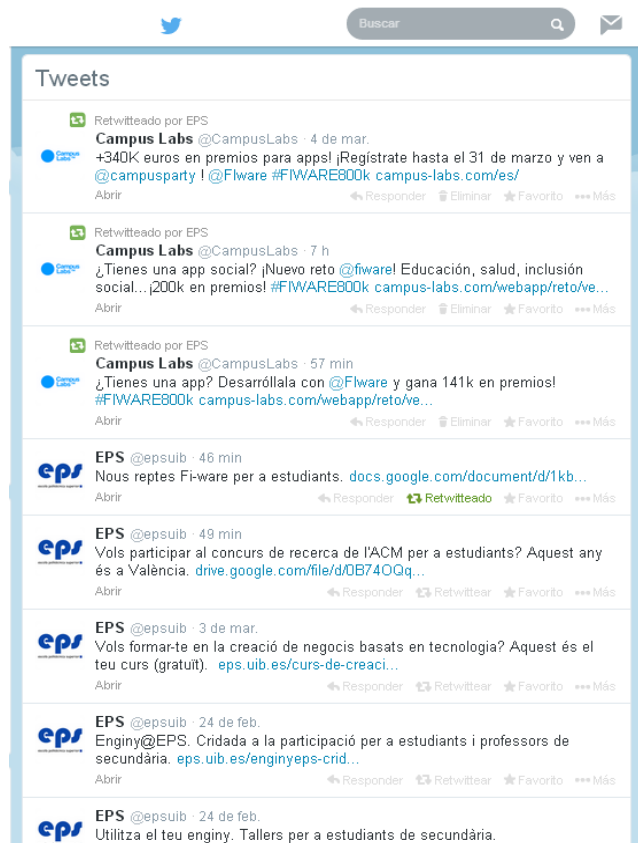 Buscar
Tweets
Retwitteado por EPS
Campus Labs @CampusLabs · 4 de mar.
+340K euros en premios para apps! ¡Regístrate hasta el 31 de marzo y ven a
@campusparty ! @FIware #FIWARE800k campus-labs.com/es/
Abrir Responder Eliminar Favorito Más
Retwitteado por EPS
Campus Labs @CampusLabs · 7 h
¿Tienes una app social? ¡Nuevo reto @fiware! Educación, salud, inclusión
social...¡200k en premios! #FIWARE800k campus-labs.com/webapp/reto/ve...
Abrir Responder Eliminar Favorito Más
Retwitteado por EPS
Campus Labs @CampusLabs · 57 min
¿Tienes una app? Desarróllala con @FIware y gana 141k en premios!
#FIWARE800k campus-labs.com/webapp/reto/ve...
Abrir Responder Eliminar Favorito Más
eps
EPS @epsuib · 46 min
Nous reptes Fi-ware per a estudiants. docs.google.com/document/d/1kb...
Abrir Responder Retwitteado Favorito Más
eps
EPS @epsuib · 49 min
Vols participar al concurs de recerca de l'ACM per a estudiants? Aquest any
és a València. drive.google.com/file/d/0B74OQq...
Abrir Responder Retwittear Favorito Más
eps
EPS @epsuib · 3 de mar.
Vols formar-te en la creació de negocis basats en tecnologia? Aquest és el
teu curs (gratuït). eps.uib.es/curs-de-creaci...
Abrir Responder Retwittear Favorito Más
eps
EPS @epsuib · 24 de feb.
Enginy@EPS. Cridada a la participació per a estudiants i professors de
secundària. eps.uib.es/enginyeps-crid...
Abrir Responder Retwittear Favorito Más
eps
EPS @epsuib · 24 de feb.
Utilitza el teu enginy. Tallers per a estudiants de secundària.